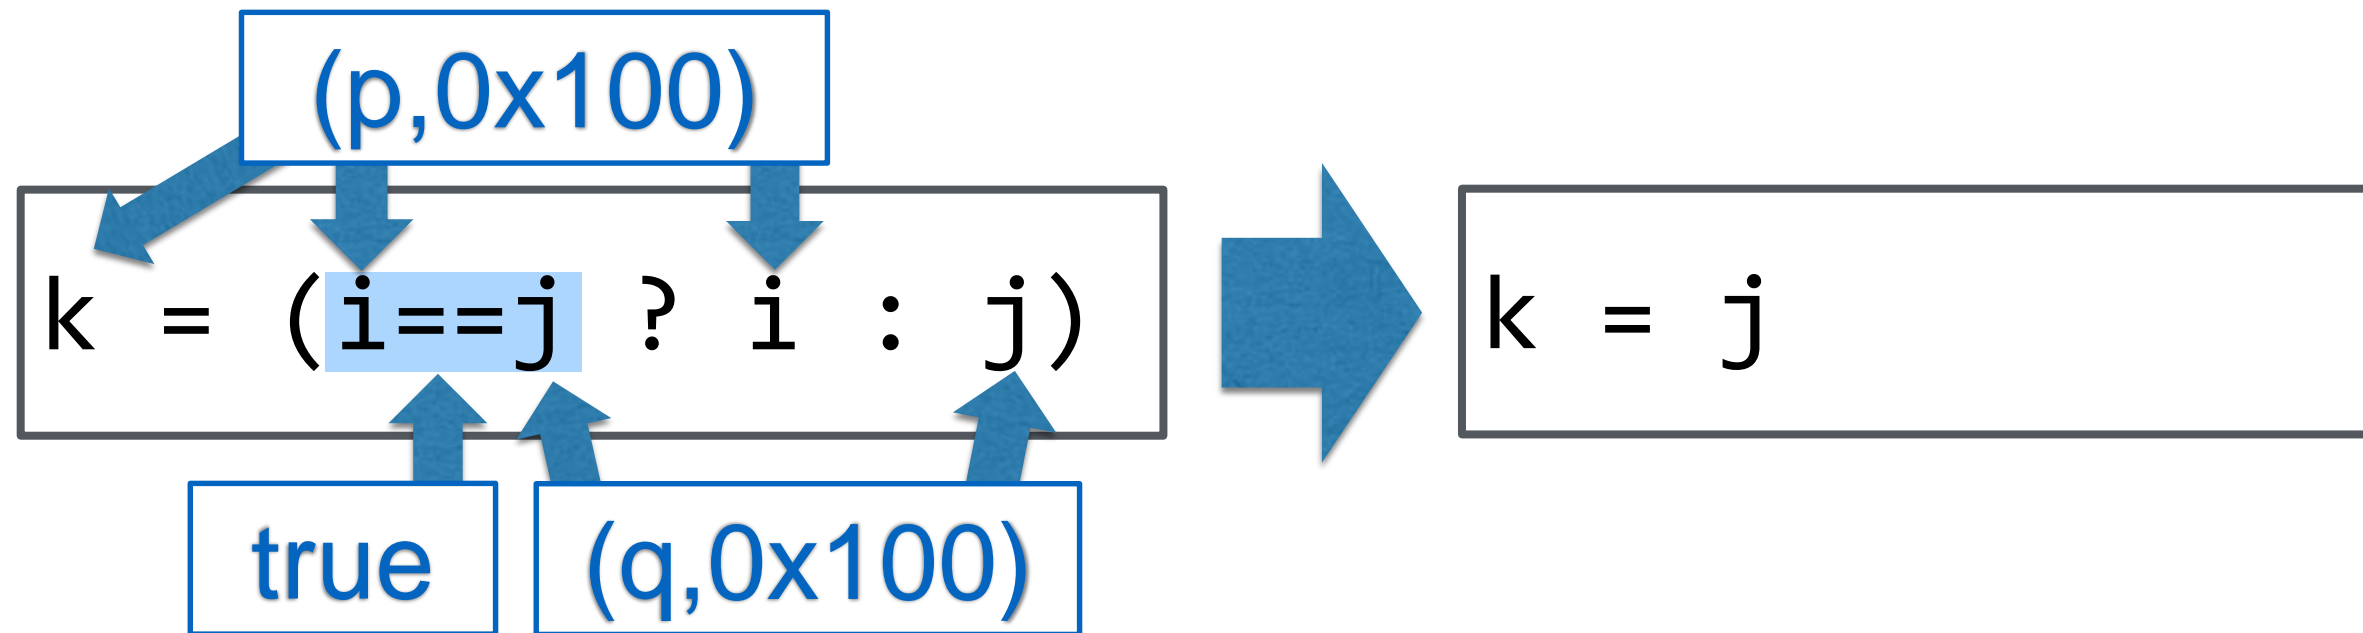 (p,0x100)
k = (i==j ? i : j)
k = j
true
(q,0x100)